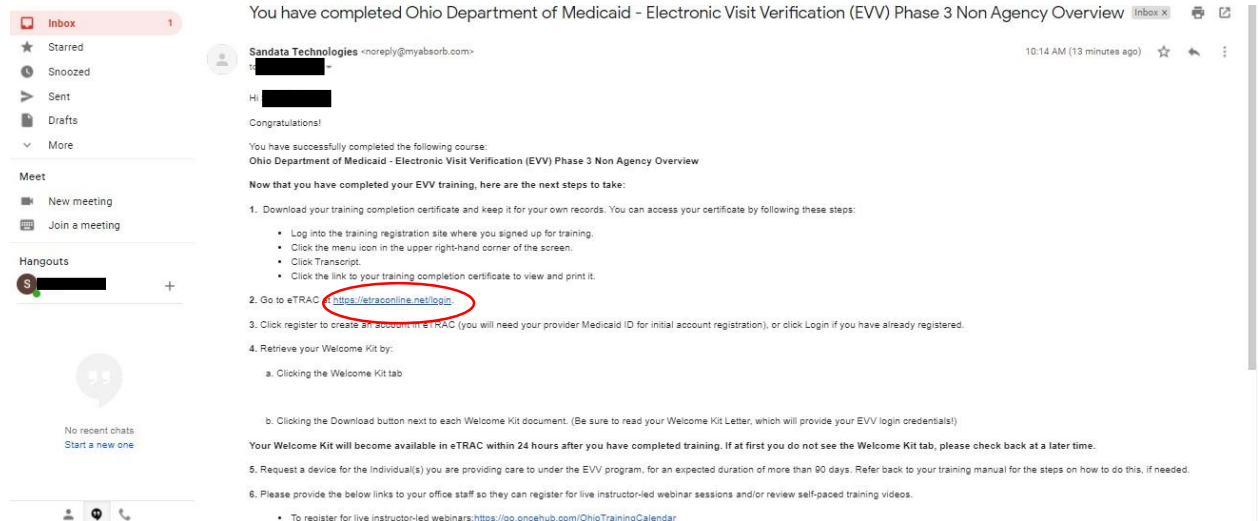 You have completed Ohio Department of Medicaid - Electronic Visit Verification (EVV) Phase 3 Non Agency Overview Inbox x
Inbox 1
Starred
Snoozed
Sent
Drafts
More
Meet
New meeting
Join a meeting
Hangouts
S
+
No recent chats
Start a new one
Sandata Technologies <noreply@myabsorb.com>
10:14 AM (13 minutes ago)
to
Hi
Congratulations!
You have successfully completed the following course:
Ohio Department of Medicaid - Electronic Visit Verification (EVV) Phase 3 Non Agency Overview
Now that you have completed your EVV training, here are the next steps to take:
1. Download your training completion certificate and keep it for your own records. You can access your certificate by following these steps:
• Log into the training registration site where you signed up for training.
• Click the menu icon in the upper right-hand corner of the screen.
• Click Transcript.
• Click the link to your training completion certificate to view and print it.
2. Go to eTRAC at https://etraconline.net/login.
3. Click register to create an account in eTRAC (you will need your provider Medicaid ID for initial account registration), or click Login if you have already registered.
4. Retrieve your Welcome Kit by:
a. Clicking the Welcome Kit tab
b. Clicking the Download button next to each Welcome Kit document. (Be sure to read your Welcome Kit Letter, which will provide your EVV login credentials!)
Your Welcome Kit will become available in eTRAC within 24 hours after you have completed training. If at first you do not see the Welcome Kit tab, please check back at a later time.
5. Request a device for the Individual(s) you are providing care to under the EVV program, for an expected duration of more than 90 days. Refer back to your training manual for the steps on how to do this, if needed.
6. Please provide the below links to your office staff so they can register for live instructor-led webinar sessions and/or review self-paced training videos.
• To register for live instructor-led webinars:https://go.oncehub.com/OhioTrainingCalendar